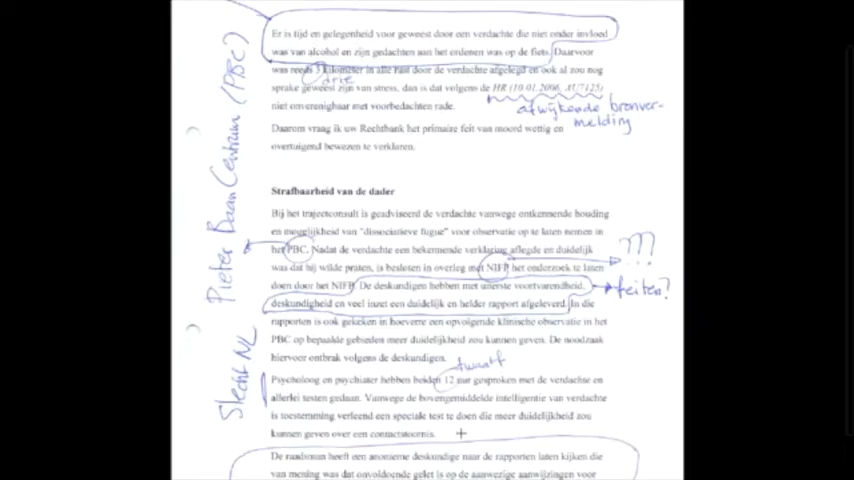 Er is tijd en gelegenheid voor geweest door een verdachte die niet onder invloed
was van alcohol en zijn gedachten aan het ordenen was op de fiets. Daarvoor
was reeds 3 kilometer in alle rust door de verdachte afgelegd en ook al zou nog
drie
sprake geweest zijn van stress, dan is dat volgens de HR (10.01.2006, AU7125)
niet onverenigbaar met voorbedachten rade.
afwijkende bronver-
melding
Daarom vraag ik uw Rechtbank het primaire feit van moord wettig en
overtuigend bewezen te verklaren.
Pieter Baan Centrum (PBC)
Strafbaarheid van de dader
Bij het trajectconsult is geadviseerd de verdachte vanwege ontkennende houding
en mogelijkheid van "dissociatieve fugue" voor observatie op te laten nemen in
het PBC. Nadat de verdachte een bekennende verklaring aflegde en duidelijk
???
was dat hij wilde praten, is besloten in overleg met NIFP het onderzoek te laten
doen door het NIFP. De deskundigen hebben met uiterste voortvarendheid,
feiten?
deskundigheid en veel inzet een duidelijk en helder rapport afgeleverd. In die
rapporten is ook gekeken in hoeverre een opvolgende klinische observatie in het
PBC op bepaalde gebieden meer duidelijkheid zou kunnen geven. De noodzaak
hiervoor ontbrak volgens de deskundigen.
twaalf
Slecht NL
Psycholoog en psychiater hebben beiden 12 uur gesproken met de verdachte en
allerlei testen gedaan. Vanwege de bovengemiddelde intelligentie van verdachte
is toestemming verleend een speciale test te doen die meer duidelijkheid zou
kunnen geven over een contactstoornis.
De raadsman heeft een anonieme deskundige naar de rapporten laten kijken die
van mening was dat onvoldoende gelet is op de aanwezige aanwijzingen voor